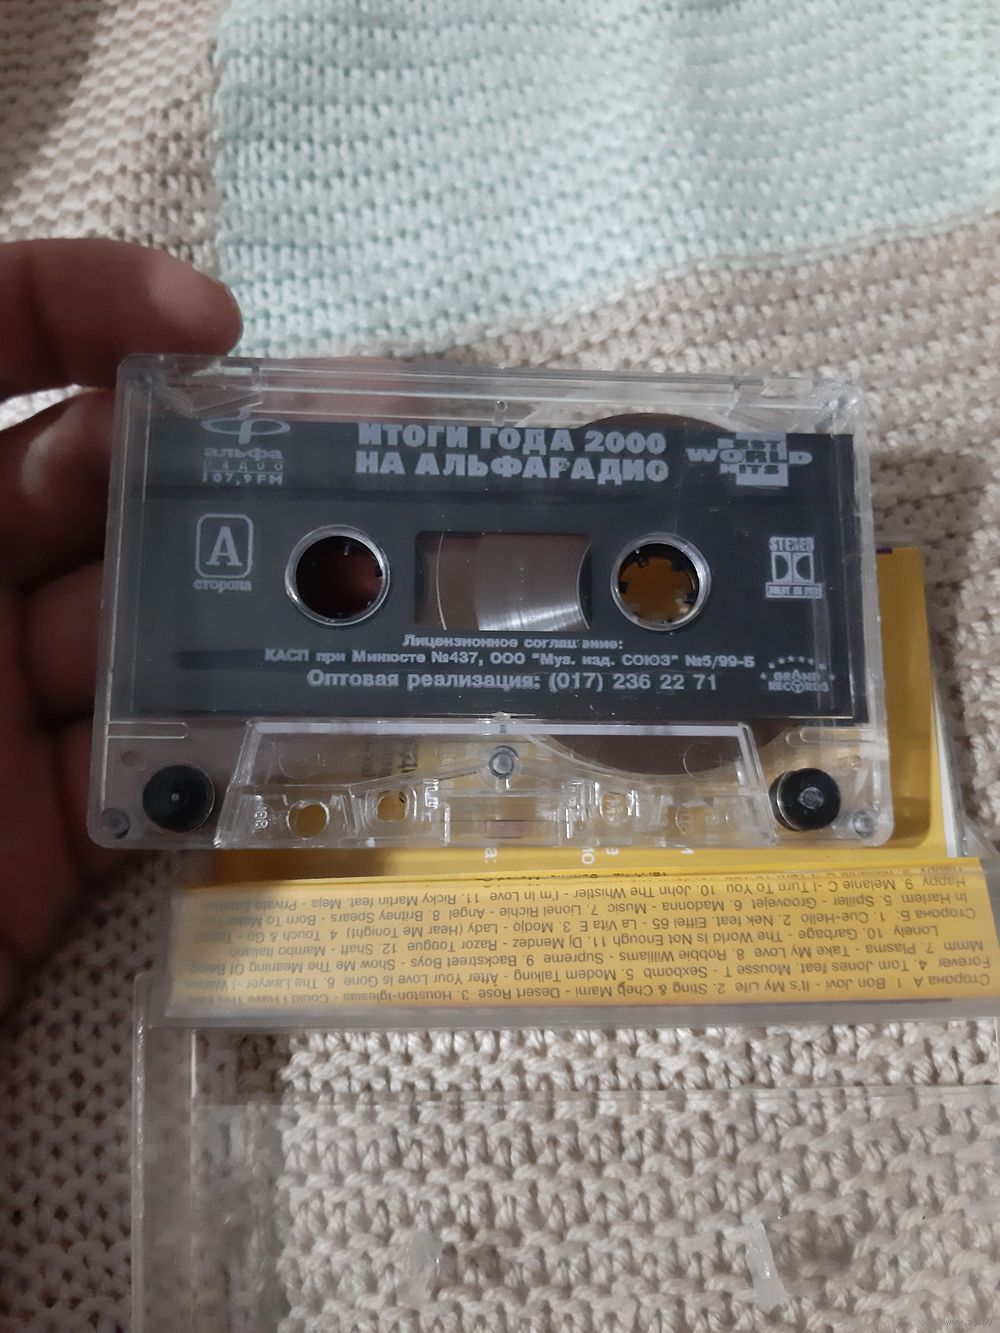 альфа
радио
107,9 FM
ИТОГИ ГОДА 2000
НА АЛЬФАРАДИО
BEST
WORLD
HITS
A
сторона
STEREO
Лицензионное соглашение:
КАСП при Минюсте №437, ООО "Муз. изд. СОЮЗ" №5/99-Б
Оптовая реализация: (017) 236 22 71
GRAND
RECORDS
Сторона А 1. Bon Jovi - It's My Life 2. Sting & Cheb Mami - Desert Rose 3. Houston-Iglesias - Could I Have This Kiss
Forever 4. Tom Jones feat. Mousse T - Sexbomb 5. Modern Talking - After Your Love Is Gone 6. The Lawyer - I Wanna
Mmm 7. Plasma - Take My Love 8. Robbie Williams - Supreme 9. Backstreet Boys - Show Me The Meaning Of Being
Lonely 10. Garbage - The World Is Not Enough 11. Dj Mendez - Razor Tongue 12. Shaft - Mambo Italiano
Сторона Б 1. Cue-Hello 2. Nek feat. Eiffel 65 - La Vita E 3. Modjo - Lady (Hear Me Tonight) 4. Touch & Go - Tango
In Harlem 5. Spiller - Groovejet 6. Madonna - Music 7. Lionel Richie - Angel 8. Britney Spears - Born To Make You
Happy 9. Melanie C - I Turn To You 10. John The Whistler - I'm In Love 11. Ricky Martin feat. Meja - Private Emotion